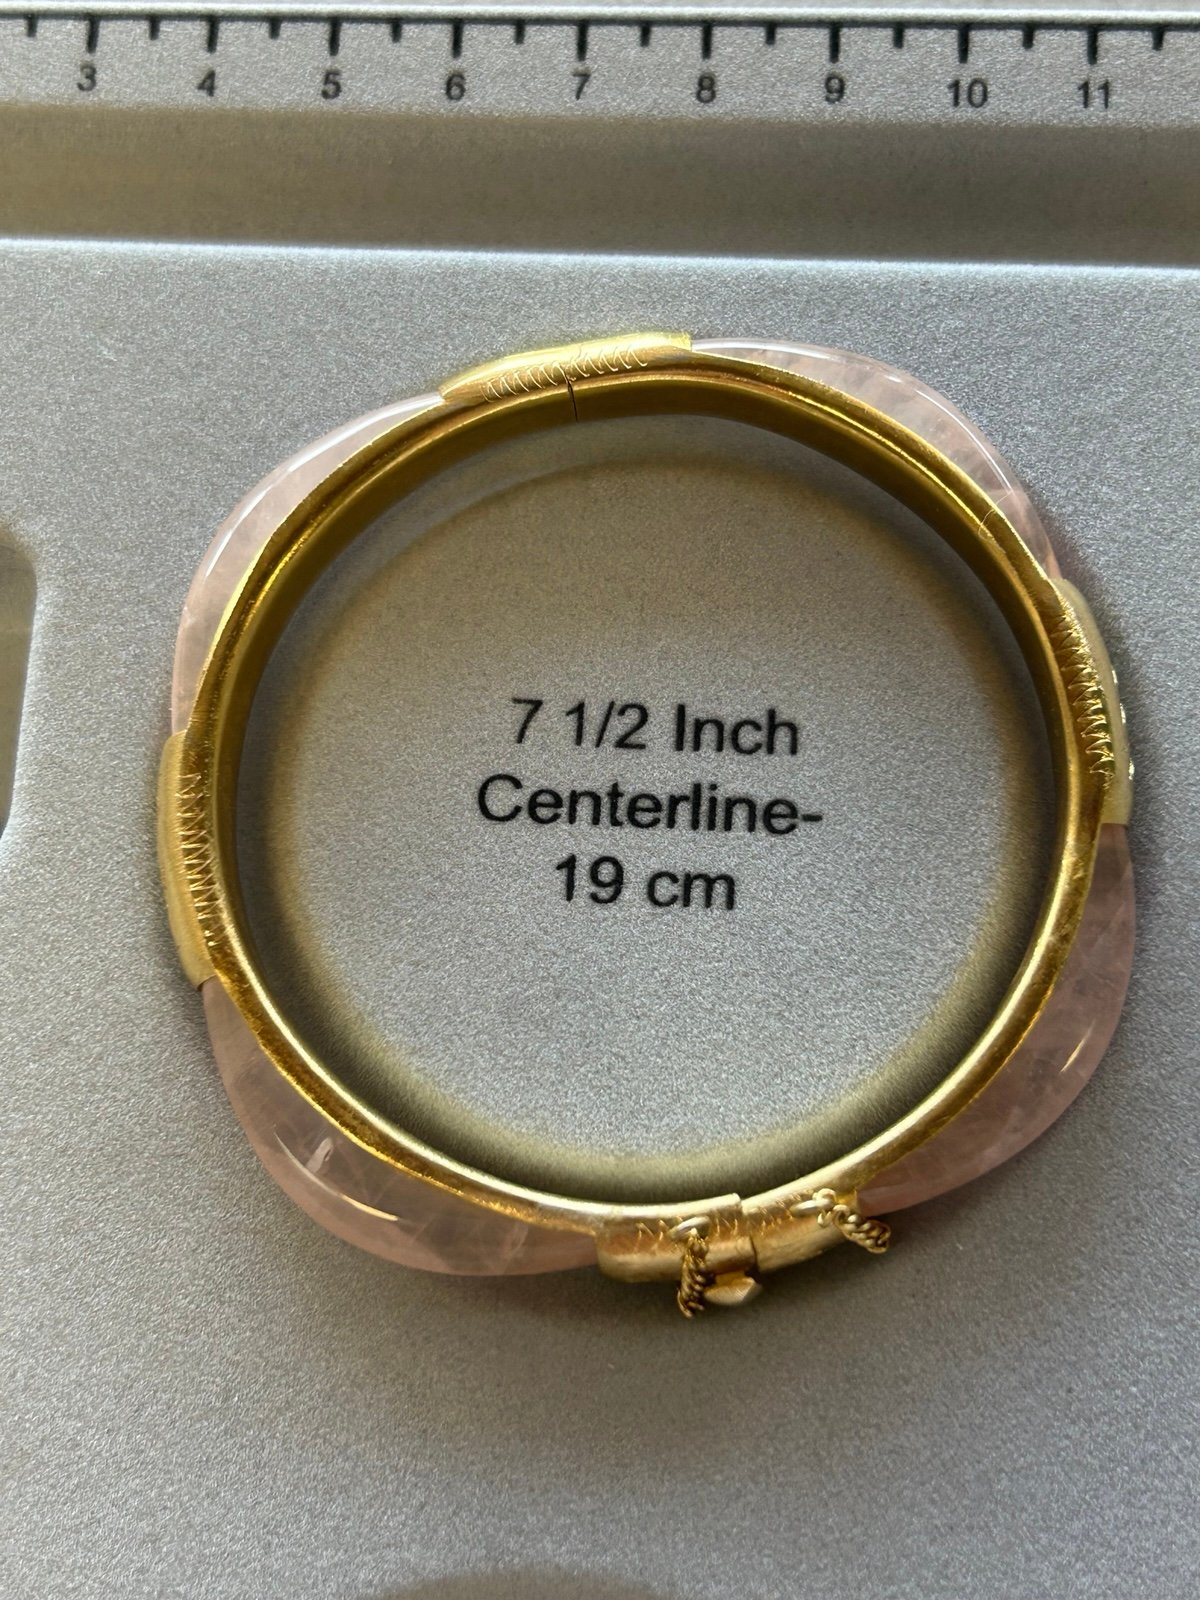 3 4 5 6 7 8 9 10 11
7 1/2 Inch
Centerline-
19 cm